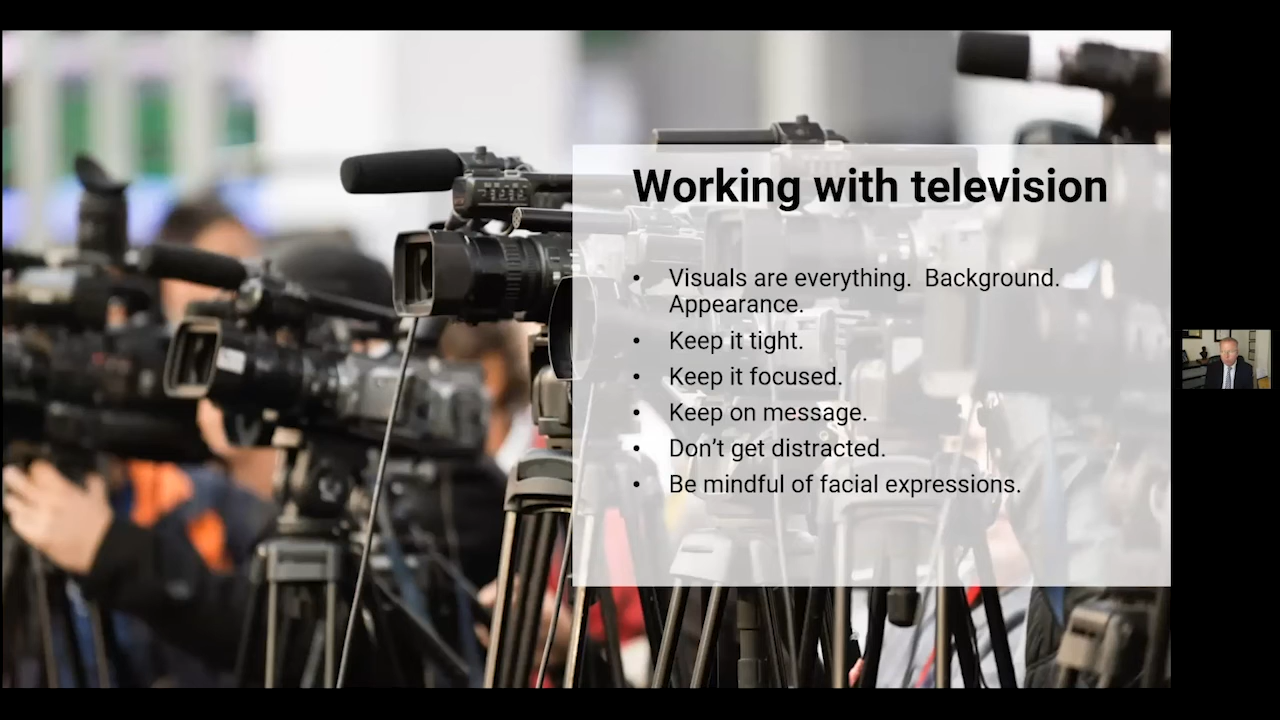 Working with television
• Visuals are everything.  Background.
Appearance.
• Keep it tight.
• Keep it focused.
• Keep on message.
• Don’t get distracted.
• Be mindful of facial expressions.